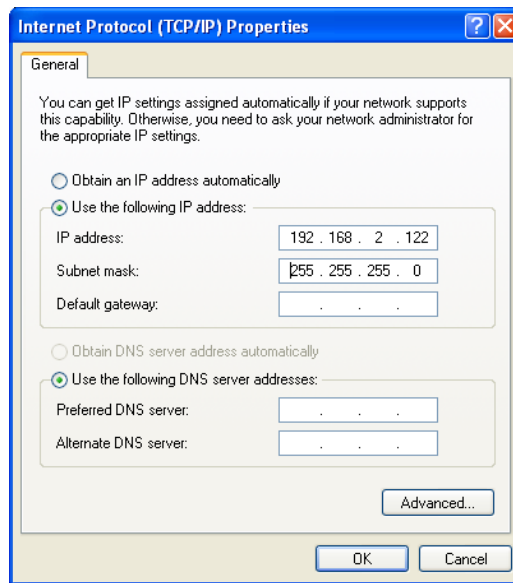 Internet Protocol (TCP/IP) Properties
General
You can get IP settings assigned automatically if your network supports
this capability. Otherwise, you need to ask your network administrator for
the appropriate IP settings.
Obtain an IP address automatically
Use the following IP address:
IP address: 192 . 168 . 2 . 122
Subnet mask: 255 . 255 . 255 . 0
Default gateway: . . .
Obtain DNS server address automatically
Use the following DNS server addresses:
Preferred DNS server: . . .
Alternate DNS server: . . .
Advanced...
OK Cancel